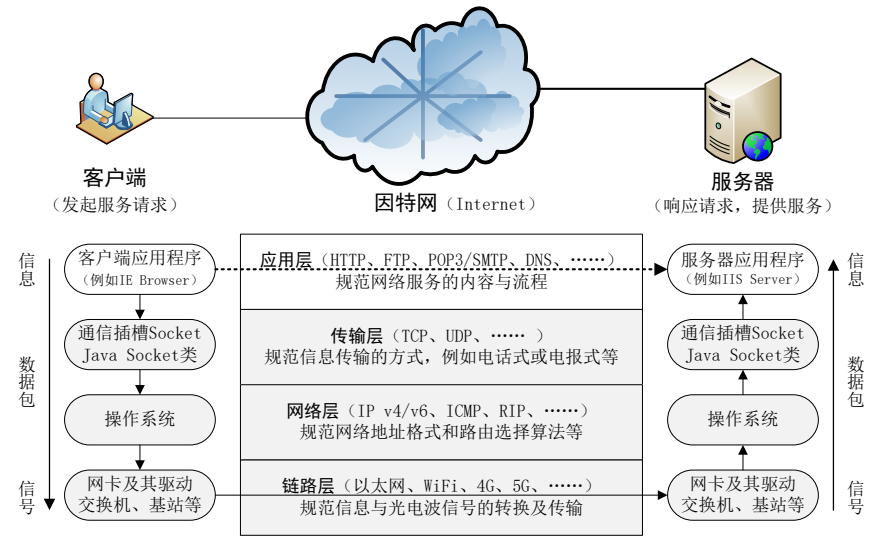 客户端
（发起服务请求）
因特网（Internet）
服务器
（响应请求，提供服务）
信息
数据包
信号
客户端应用程序
（例如IE Browser）
通信插槽Socket
Java Socket类
操作系统
网卡及其驱动
交换机、基站等
应用层（HTTP、FTP、POP3/SMTP、DNS、……）
规范网络服务的内容与流程
传输层（TCP、UDP、…… ）
规范信息传输的方式，例如电话式或电报式等
网络层（IP v4/v6、ICMP、RIP、……）
规范网络地址格式和路由选择算法等
链路层（以太网、WiFi、4G、5G、……）
规范信息与光电波信号的转换及传输
服务器应用程序
（例如IIS Server）
通信插槽Socket
Java Socket类
操作系统
网卡及其驱动
交换机、基站等
信息
数据包
信号